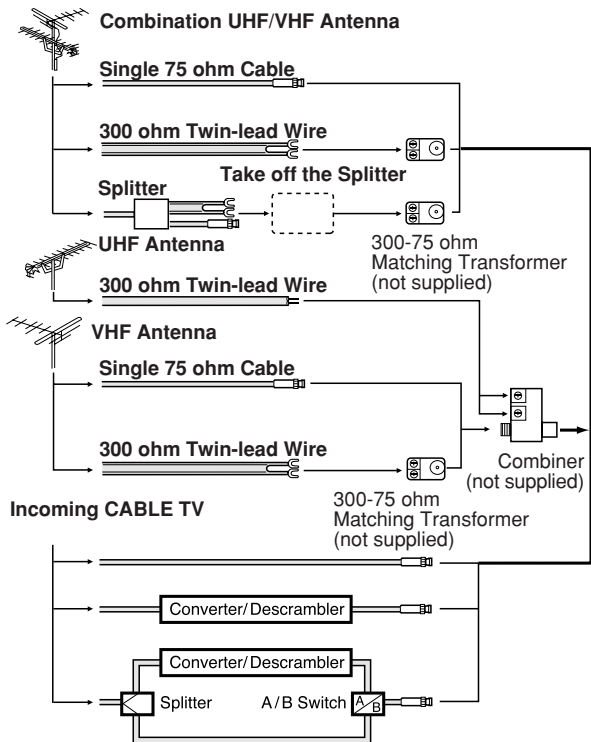 Combination UHF/VHF Antenna
Single 75 ohm Cable
300 ohm Twin-lead Wire
Take off the Splitter
Splitter
UHF Antenna
300-75 ohm
Matching Transformer
(not supplied)
300 ohm Twin-lead Wire
VHF Antenna
Single 75 ohm Cable
300 ohm Twin-lead Wire
Combiner
(not supplied)
300-75 ohm
Matching Transformer
(not supplied)
Incoming CABLE TV
Converter/Descrambler
Converter/Descrambler
Splitter
A/B Switch
A
B